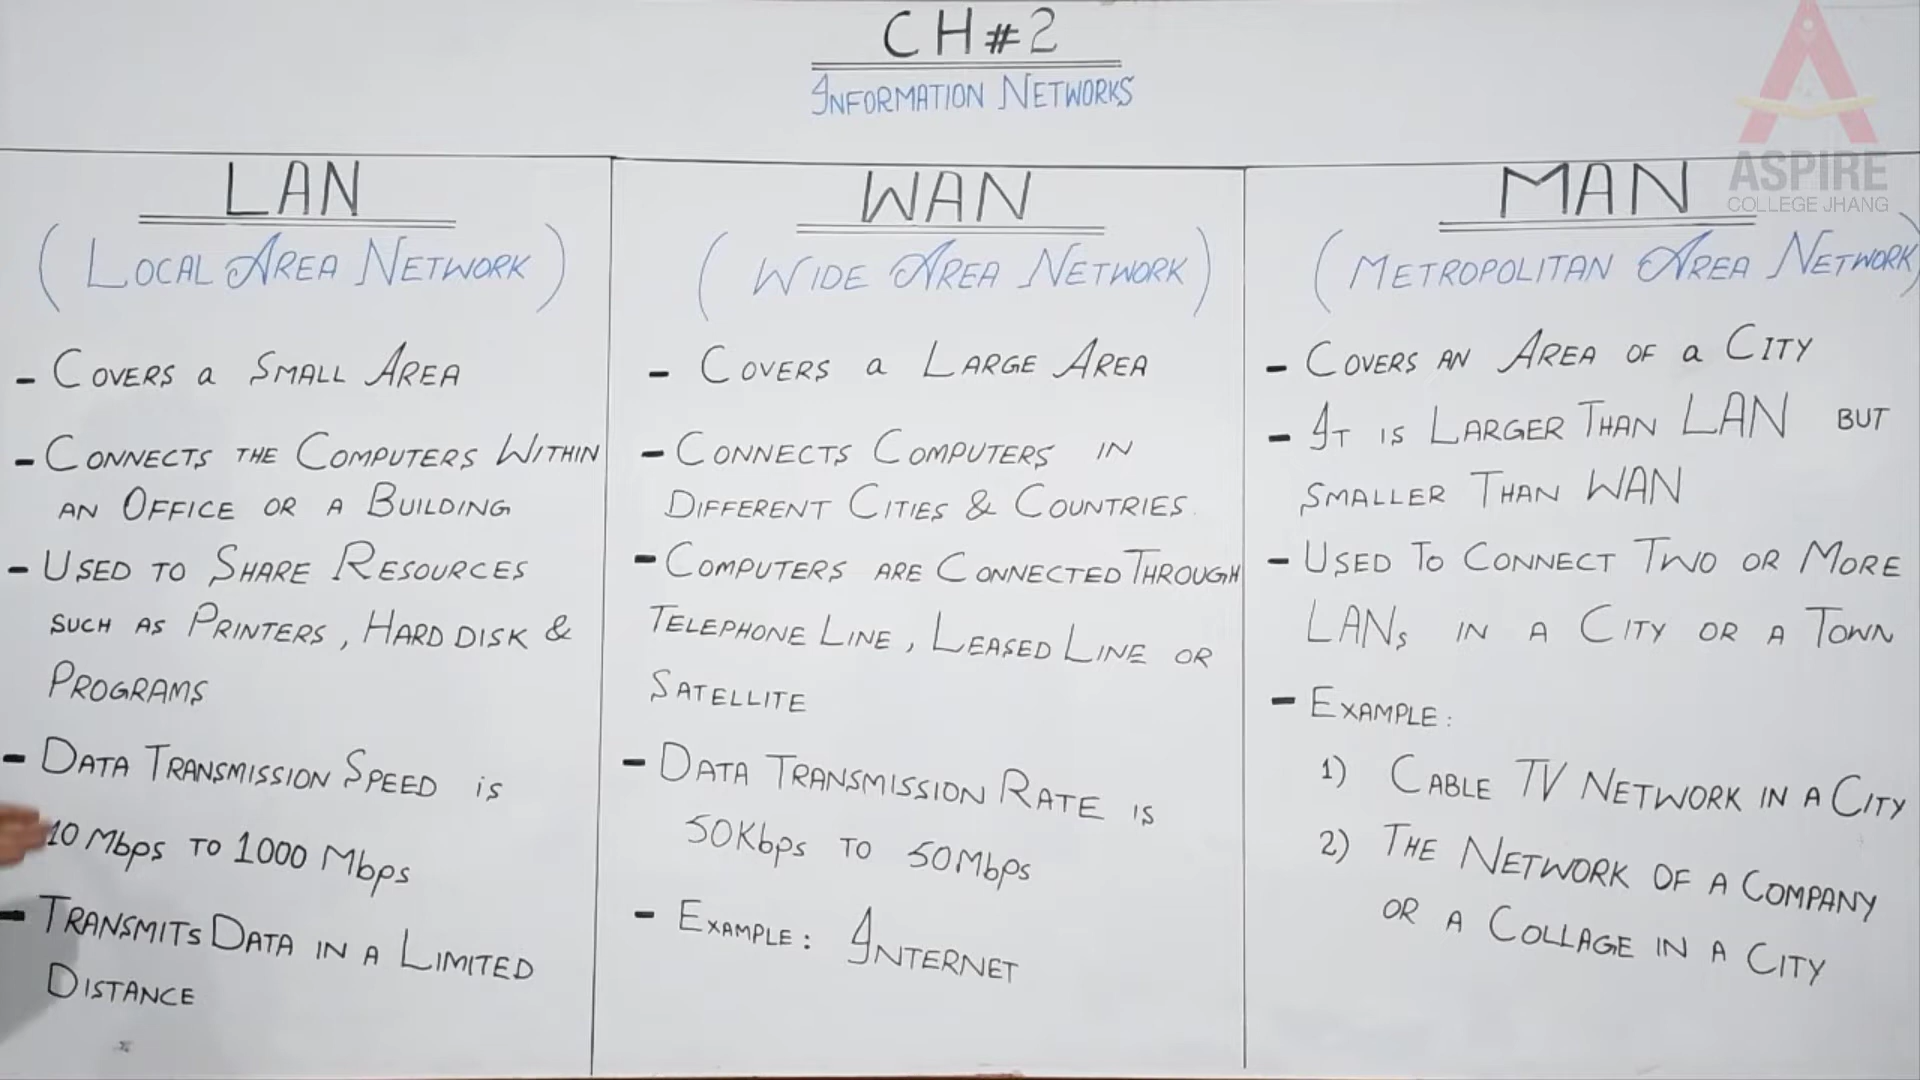 CH#2
INFORMATION NETWORKS
ASPIRE
COLLEGE JHANG
LAN
(LOCAL AREA NETWORK)
- COVERS a SMALL AREA
- CONNECTS THE COMPUTERS WITHIN
AN OFFICE OR A BUILDING
- USED TO SHARE RESOURCES
SUCH AS PRINTERS, HARD DISK &
PROGRAMS
- DATA TRANSMISSION SPEED is
10 Mbps TO 1000 Mbps
- TRANSMITS DATA IN A LIMITED
DISTANCE
WAN
(WIDE AREA NETWORK)
- COVERS a LARGE AREA
- CONNECTS COMPUTERS IN
DIFFERENT CITIES & COUNTRIES
- COMPUTERS ARE CONNECTED THROUGH
TELEPHONE LINE, LEASED LINE OR
SATELLITE
- DATA TRANSMISSION RATE IS
50Kbps TO 50Mbps
- EXAMPLE: INTERNET
MAN
(METROPOLITAN AREA NETWORK)
- COVERS AN AREA OF a CITY
- IT IS LARGER THAN LAN BUT
SMALLER THAN WAN
- USED TO CONNECT TWO OR MORE
LANs IN A CITY OR A TOWN
- EXAMPLE:
1) CABLE TV NETWORK IN A CITY
2) THE NETWORK OF A COMPANY
OR A COLLAGE IN A CITY